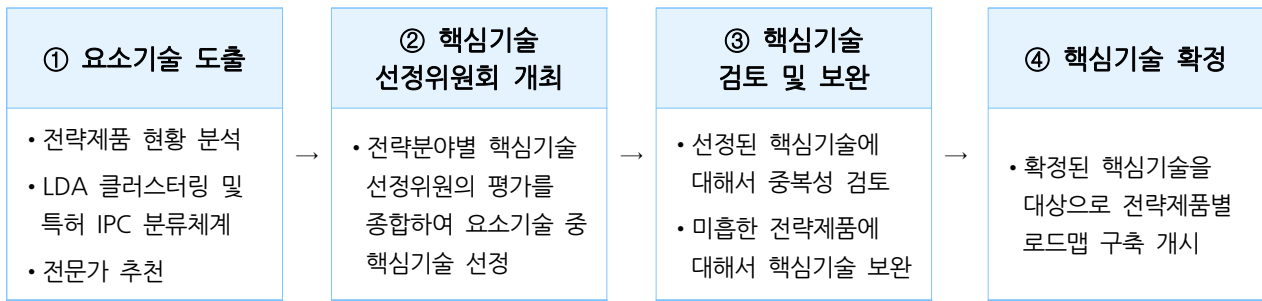 ① 요소기술 도출
• 전략제품 현황 분석
• LDA 클러스터링 및
특허 IPC 분류체계
• 전문가 추천
→
② 핵심기술
선정위원회 개최
• 전략분야별 핵심기술
선정위원의 평가를
종합하여 요소기술 중
핵심기술 선정
→
③ 핵심기술
검토 및 보완
• 선정된 핵심기술에
대해서 중복성 검토
• 미흡한 전략제품에
대해서 핵심기술 보완
→
④ 핵심기술 확정
• 확정된 핵심기술을
대상으로 전략제품별
로드맵 구축 개시